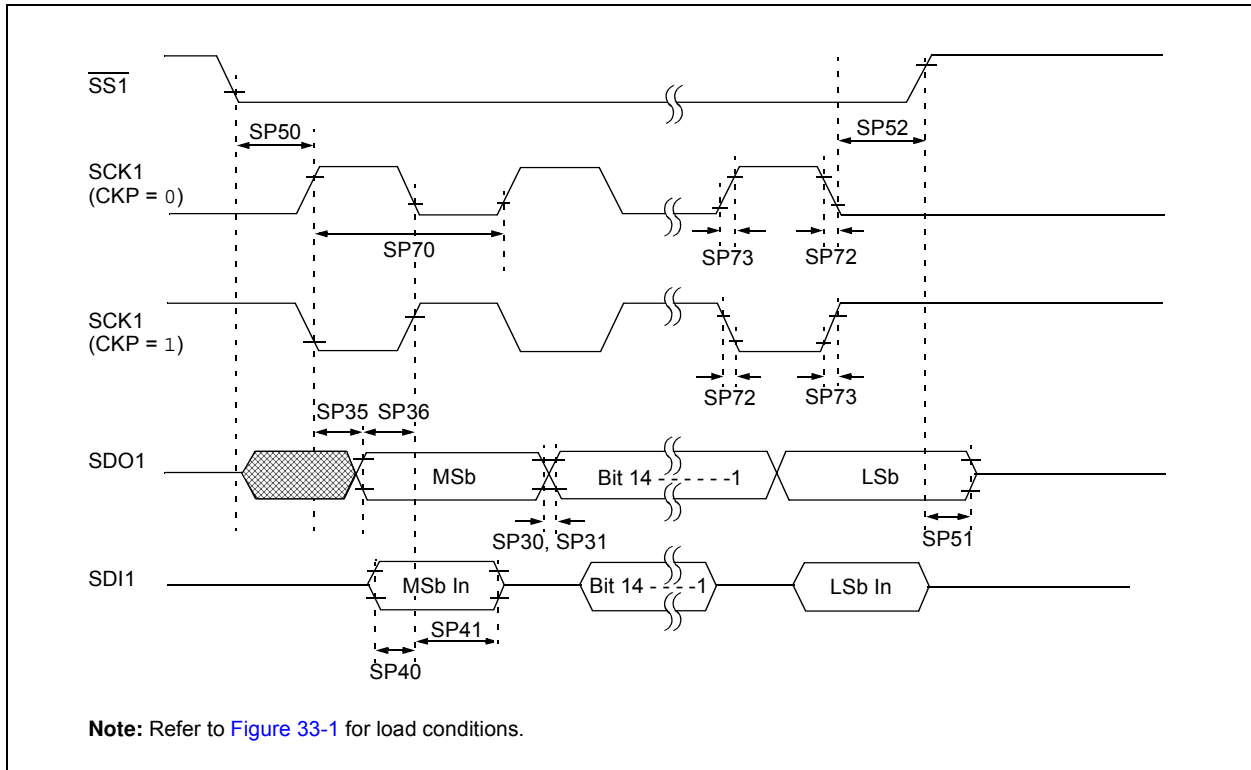 SS1
SP50
SP52
SCK1
(CKP = 0)
SP70
SP73
SP72
SCK1
(CKP = 1)
SP72
SP73
SP35 SP36
SDO1
MSb
Bit 14 - - - - - -1
LSb
SP30, SP31
SP51
SDI1
MSb In
Bit 14 - - - -1
LSb In
SP41
SP40
Note: Refer to Figure 33-1 for load conditions.